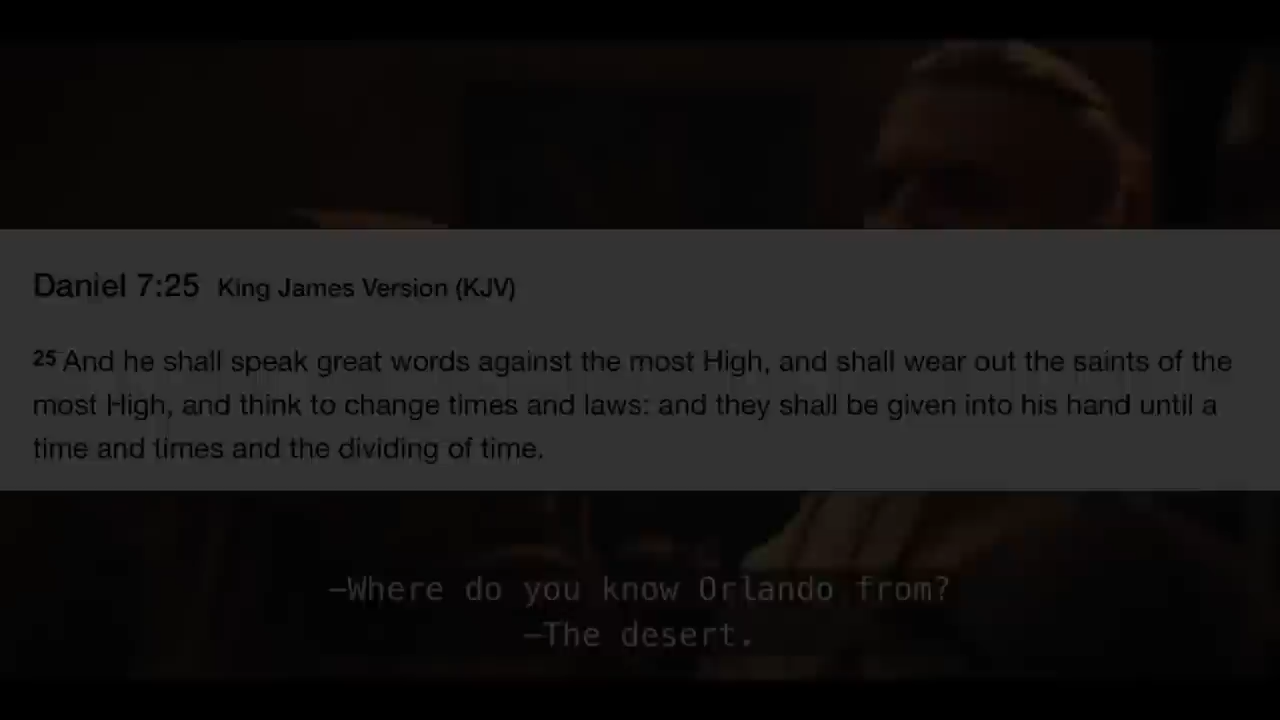 Daniel 7:25 King James Version (KJV)
25 And he shall speak great words against the most High, and shall wear out the saints of the
most High, and think to change times and laws: and they shall be given into his hand until a
time and times and the dividing of time.
—Where do you know Orlando from?
—The desert.